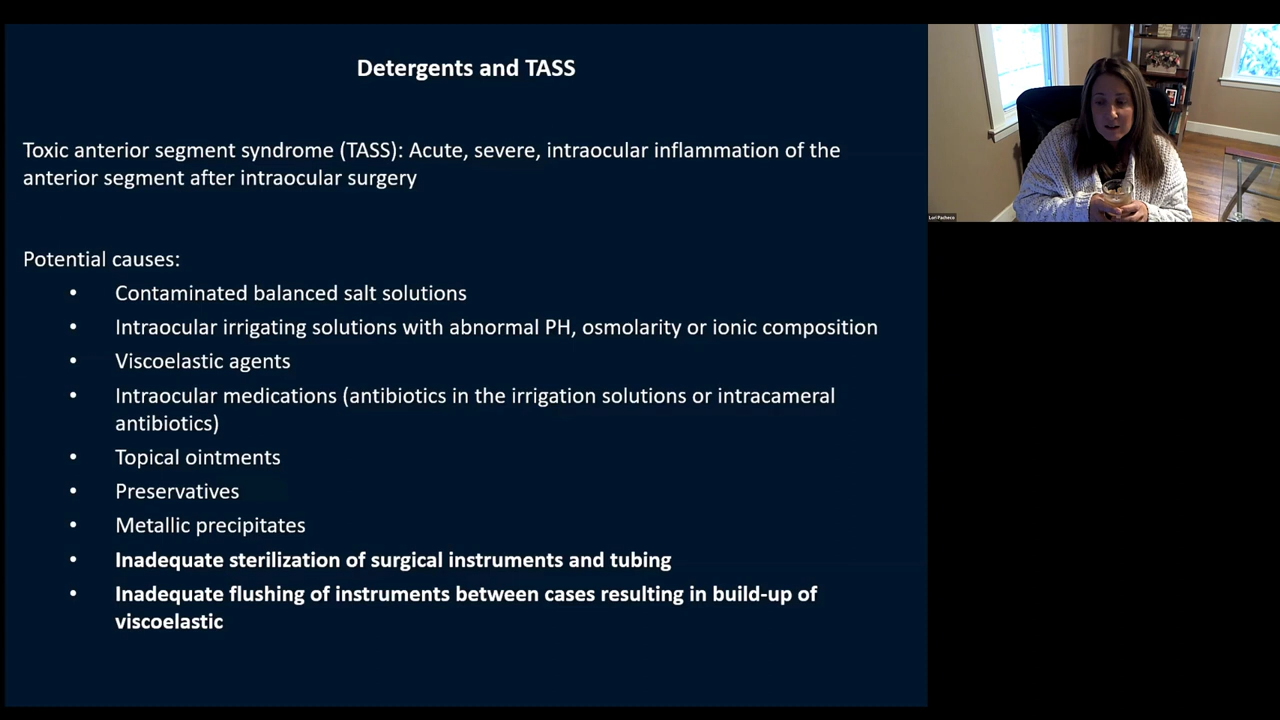 Detergents and TASS
Toxic anterior segment syndrome (TASS): Acute, severe, intraocular inflammation of the
anterior segment after intraocular surgery
Potential causes:
• Contaminated balanced salt solutions
• Intraocular irrigating solutions with abnormal PH, osmolarity or ionic composition
• Viscoelastic agents
• Intraocular medications (antibiotics in the irrigation solutions or intracameral
antibiotics)
• Topical ointments
• Preservatives
• Metallic precipitates
• Inadequate sterilization of surgical instruments and tubing
• Inadequate flushing of instruments between cases resulting in build-up of
viscoelastic
Lori Pacheco